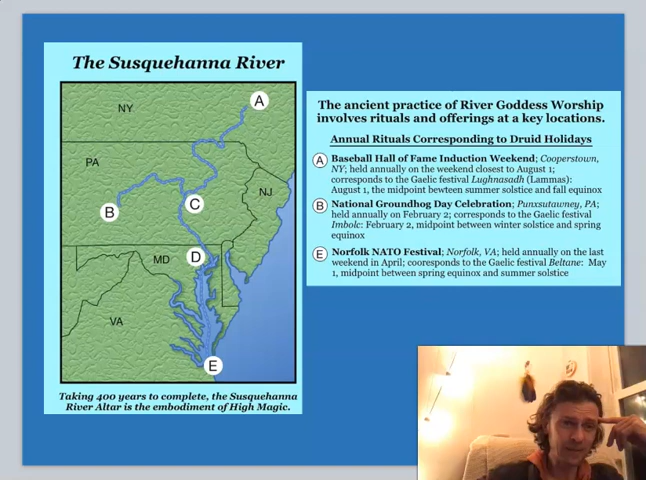 The Susquehanna River
A
NY
PA
NJ
B
C
D
MD
VA
E
Taking 400 years to complete, the Susquehanna
River Altar is the embodiment of High Magic.
The ancient practice of River Goddess Worship
involves rituals and offerings at a key locations.
Annual Rituals Corresponding to Druid Holidays
A Baseball Hall of Fame Induction Weekend; Cooperstown,
NY; held annually on the weekend closest to August 1;
corresponds to the Gaelic festival Lughnasadh (Lammas):
August 1, the midpoint bewteen summer solstice and fall equinox
B National Groundhog Day Celebration; Punxsutawney, PA;
held annually on February 2; corresponds to the Gaelic festival
Imbolc: February 2, midpoint between winter solstice and spring
equinox
E Norfolk NATO Festival; Norfolk, VA; held annually on the last
weekend in April; cooresponds to the Gaelic festival Beltane: May
1, midpoint between spring equinox and summer solstice